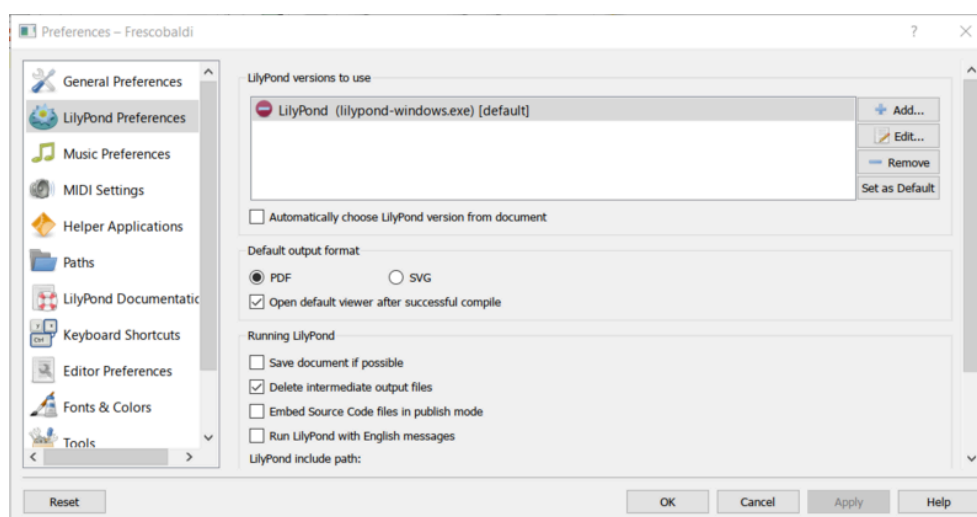 Preferences – Frescobaldi
?
General Preferences
LilyPond Preferences
Music Preferences
MIDI Settings
Helper Applications
Paths
LilyPond Documentatic
Keyboard Shortcuts
Editor Preferences
Fonts & Colors
Tools
LilyPond versions to use
LilyPond (lilypond-windows.exe) [default]
Add...
Edit...
Remove
Set as Default
Automatically choose LilyPond version from document
Default output format
PDF SVG
Open default viewer after successful compile
Running LilyPond
Save document if possible
Delete intermediate output files
Embed Source Code files in publish mode
Run LilyPond with English messages
LilyPond include path:
Reset OK Cancel Apply Help